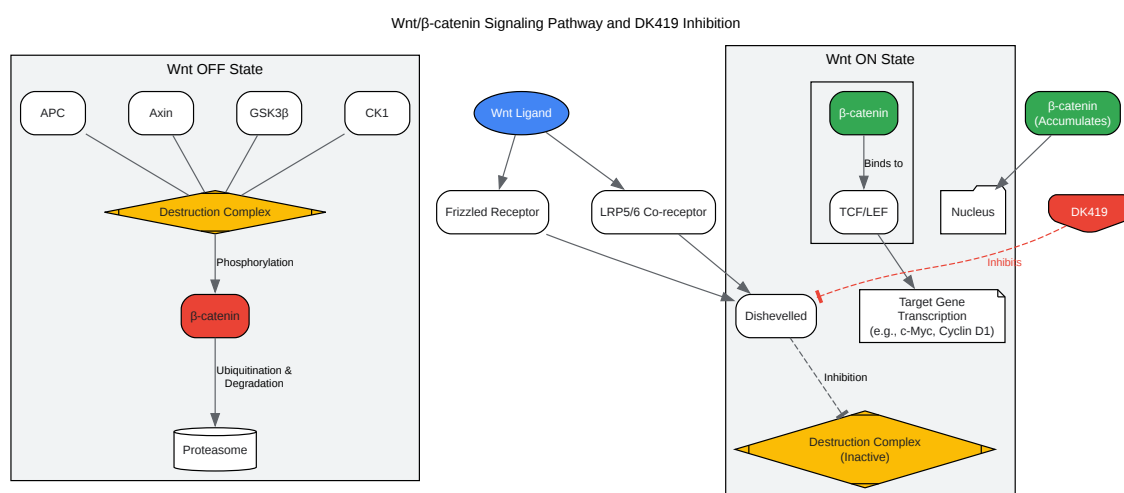 Wnt/β-catenin Signaling Pathway and DK419 Inhibition
Wnt OFF State
APC
Axin
GSK3β
CK1
Destruction Complex
Phosphorylation
β-catenin
Ubiquitination &
Degradation
Proteasome
Wnt Ligand
Frizzled Receptor
LRP5/6 Co-receptor
Wnt ON State
β-catenin
Binds to
TCF/LEF
β-catenin
(Accumulates)
Nucleus
DK419
Inhibits
Dishevelled
Target Gene
Transcription
(e.g., c-Myc, Cyclin D1)
Inhibition
Destruction Complex
(Inactive)